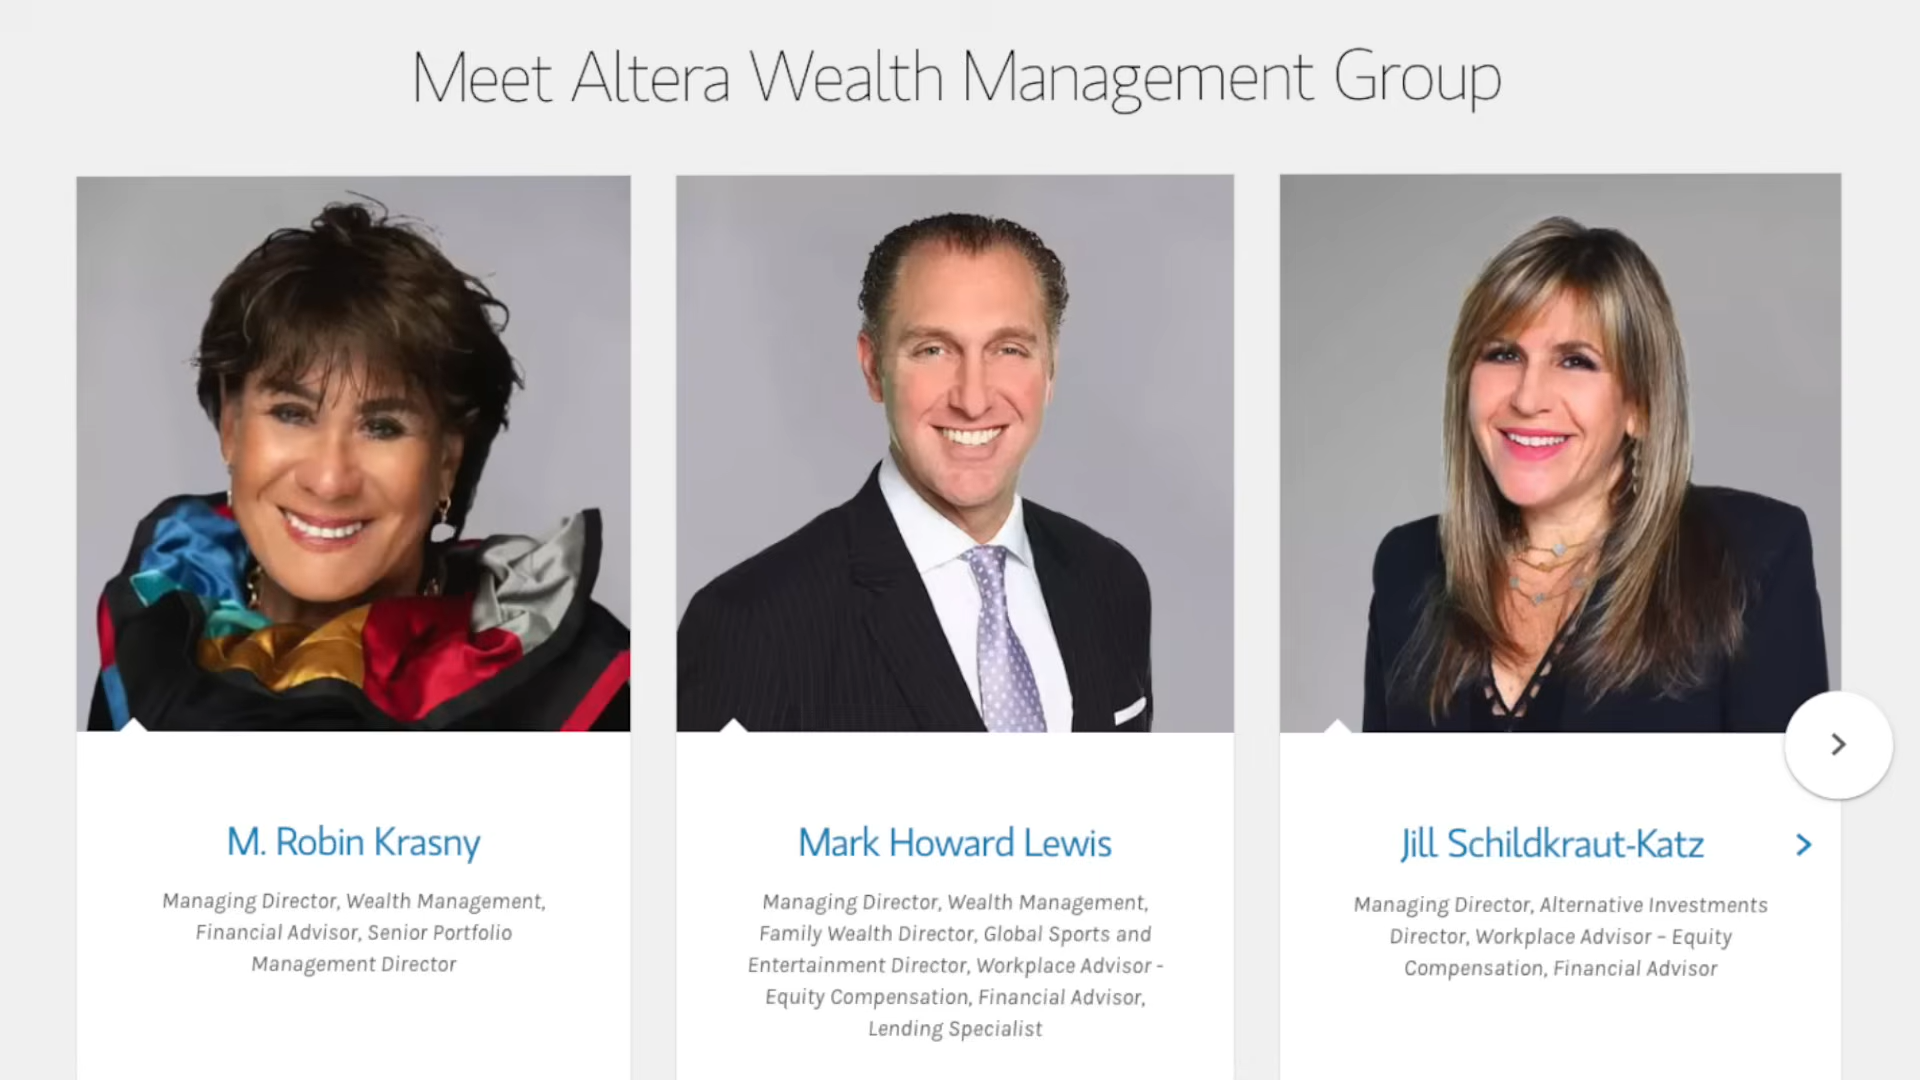 Meet Altera Wealth Management Group
M. Robin Krasny
Managing Director, Wealth Management,
Financial Advisor, Senior Portfolio
Management Director
Mark Howard Lewis
Managing Director, Wealth Management,
Family Wealth Director, Global Sports and
Entertainment Director, Workplace Advisor -
Equity Compensation, Financial Advisor,
Lending Specialist
Jill Schildkraut-Katz
Managing Director, Alternative Investments
Director, Workplace Advisor – Equity
Compensation, Financial Advisor